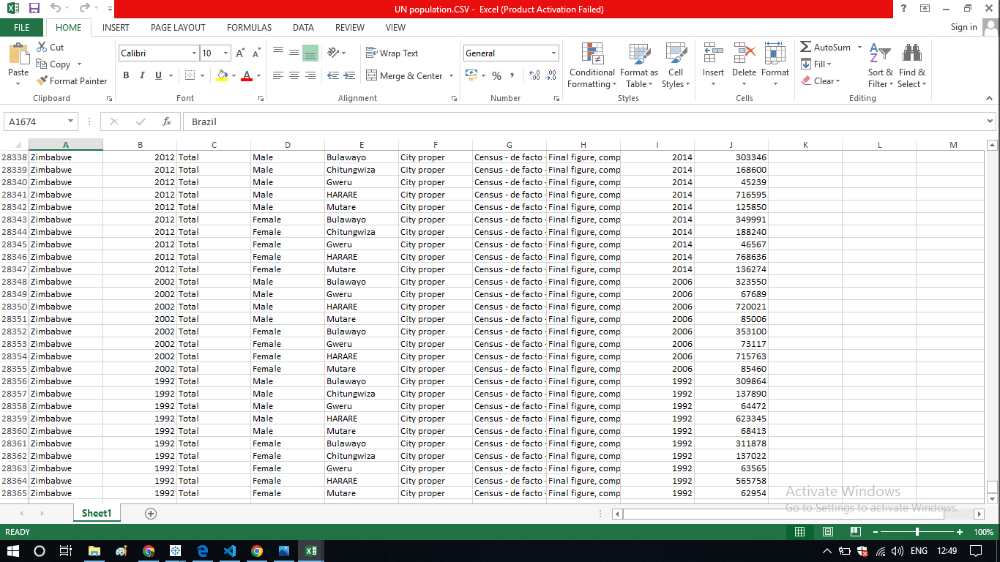 UN population.CSV - Excel (Product Activation Failed)
FILE HOME INSERT PAGE LAYOUT FORMULAS DATA REVIEW VIEW Sign in
Paste Cut Copy Format Painter Clipboard
Calibri 10 B I U Font
Wrap Text Merge & Center Alignment
General % , Number
Conditional Formatting Format as Table Cell Styles Styles
Insert Delete Format Cells
AutoSum Fill Clear Sort & Filter Find & Select Editing
A1674 fx Brazil
A B C D E F G H I J K L M
28338 Zimbabwe 2012 Total Male Bulawayo City proper Census - de facto - Final figure, comp 2014 303346
28339 Zimbabwe 2012 Total Male Chitungwiza City proper Census - de facto - Final figure, comp 2014 168600
28340 Zimbabwe 2012 Total Male Gweru City proper Census - de facto - Final figure, comp 2014 45239
28341 Zimbabwe 2012 Total Male HARARE City proper Census - de facto - Final figure, comp 2014 716595
28342 Zimbabwe 2012 Total Male Mutare City proper Census - de facto - Final figure, comp 2014 125850
28343 Zimbabwe 2012 Total Female Bulawayo City proper Census - de facto - Final figure, comp 2014 349991
28344 Zimbabwe 2012 Total Female Chitungwiza City proper Census - de facto - Final figure, comp 2014 188240
28345 Zimbabwe 2012 Total Female Gweru City proper Census - de facto - Final figure, comp 2014 46567
28346 Zimbabwe 2012 Total Female HARARE City proper Census - de facto - Final figure, comp 2014 768636
28347 Zimbabwe 2012 Total Female Mutare City proper Census - de facto - Final figure, comp 2014 136274
28348 Zimbabwe 2002 Total Male Bulawayo City proper Census - de facto - Final figure, comp 2006 323550
28349 Zimbabwe 2002 Total Male Gweru City proper Census - de facto - Final figure, comp 2006 67689
28350 Zimbabwe 2002 Total Male HARARE City proper Census - de facto - Final figure, comp 2006 720021
28351 Zimbabwe 2002 Total Male Mutare City proper Census - de facto - Final figure, comp 2006 85006
28352 Zimbabwe 2002 Total Female Bulawayo City proper Census - de facto - Final figure, comp 2006 353100
28353 Zimbabwe 2002 Total Female Gweru City proper Census - de facto - Final figure, comp 2006 73117
28354 Zimbabwe 2002 Total Female HARARE City proper Census - de facto - Final figure, comp 2006 715763
28355 Zimbabwe 2002 Total Female Mutare City proper Census - de facto - Final figure, comp 2006 85460
28356 Zimbabwe 1992 Total Male Bulawayo City proper Census - de facto - Final figure, comp 1992 309864
28357 Zimbabwe 1992 Total Male Chitungwiza City proper Census - de facto - Final figure, comp 1992 137890
28358 Zimbabwe 1992 Total Male Gweru City proper Census - de facto - Final figure, comp 1992 64472
28359 Zimbabwe 1992 Total Male HARARE City proper Census - de facto - Final figure, comp 1992 623345
28360 Zimbabwe 1992 Total Male Mutare City proper Census - de facto - Final figure, comp 1992 68413
28361 Zimbabwe 1992 Total Female Bulawayo City proper Census - de facto - Final figure, comp 1992 311878
28362 Zimbabwe 1992 Total Female Chitungwiza City proper Census - de facto - Final figure, comp 1992 137022
28363 Zimbabwe 1992 Total Female Gweru City proper Census - de facto - Final figure, comp 1992 63565
28364 Zimbabwe 1992 Total Female HARARE City proper Census - de facto - Final figure, comp 1992 565758
28365 Zimbabwe 1992 Total Female Mutare City proper Census - de facto - Final figure, comp 1992 62954
Activate Windows
Go to Settings to activate Windows.
Sheet1
READY 100%
ENG 12:49